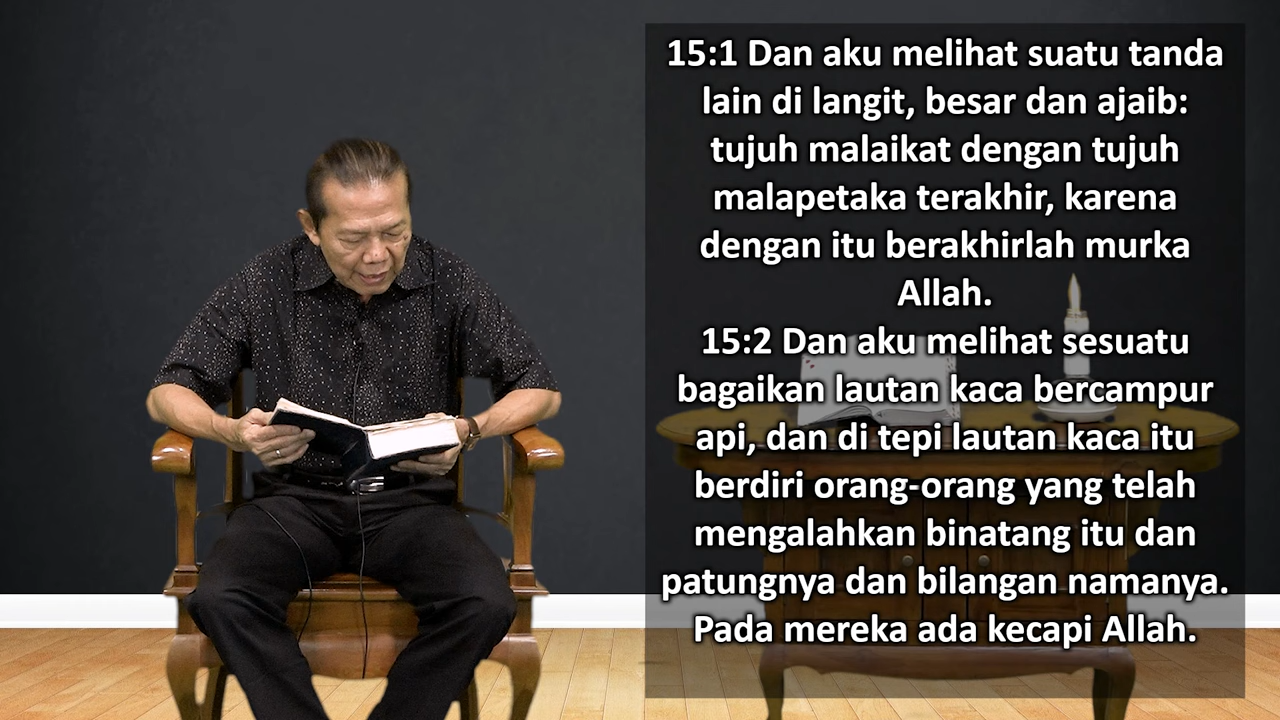 15:1 Dan aku melihat suatu tanda
lain di langit, besar dan ajaib:
tujuh malaikat dengan tujuh
malapetaka terakhir, karena
dengan itu berakhirlah murka
Allah.
15:2 Dan aku melihat sesuatu
bagaikan lautan kaca bercampur
api, dan di tepi lautan kaca itu
berdiri orang-orang yang telah
mengalahkan binatang itu dan
patungnya dan bilangan namanya.
Pada mereka ada kecapi Allah.